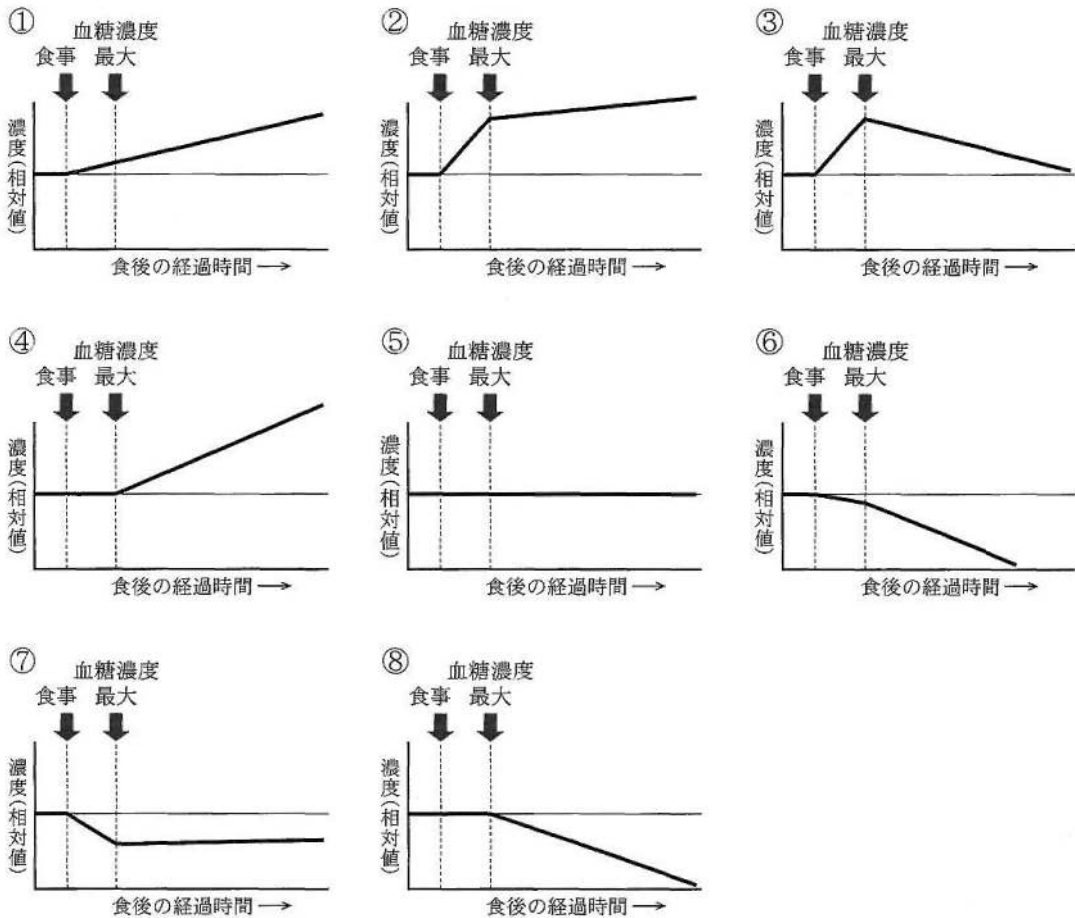 ①
血糖濃度
食事 最大
濃度(相対値)
食後の経過時間→
②
血糖濃度
食事 最大
濃度(相対値)
食後の経過時間→
③
血糖濃度
食事 最大
濃度(相対値)
食後の経過時間→
④
血糖濃度
食事 最大
濃度(相対値)
食後の経過時間→
⑤
血糖濃度
食事 最大
濃度(相対値)
食後の経過時間→
⑥
血糖濃度
食事 最大
濃度(相対値)
食後の経過時間→
⑦
血糖濃度
食事 最大
濃度(相対値)
食後の経過時間→
⑧
血糖濃度
食事 最大
濃度(相対値)
食後の経過時間→